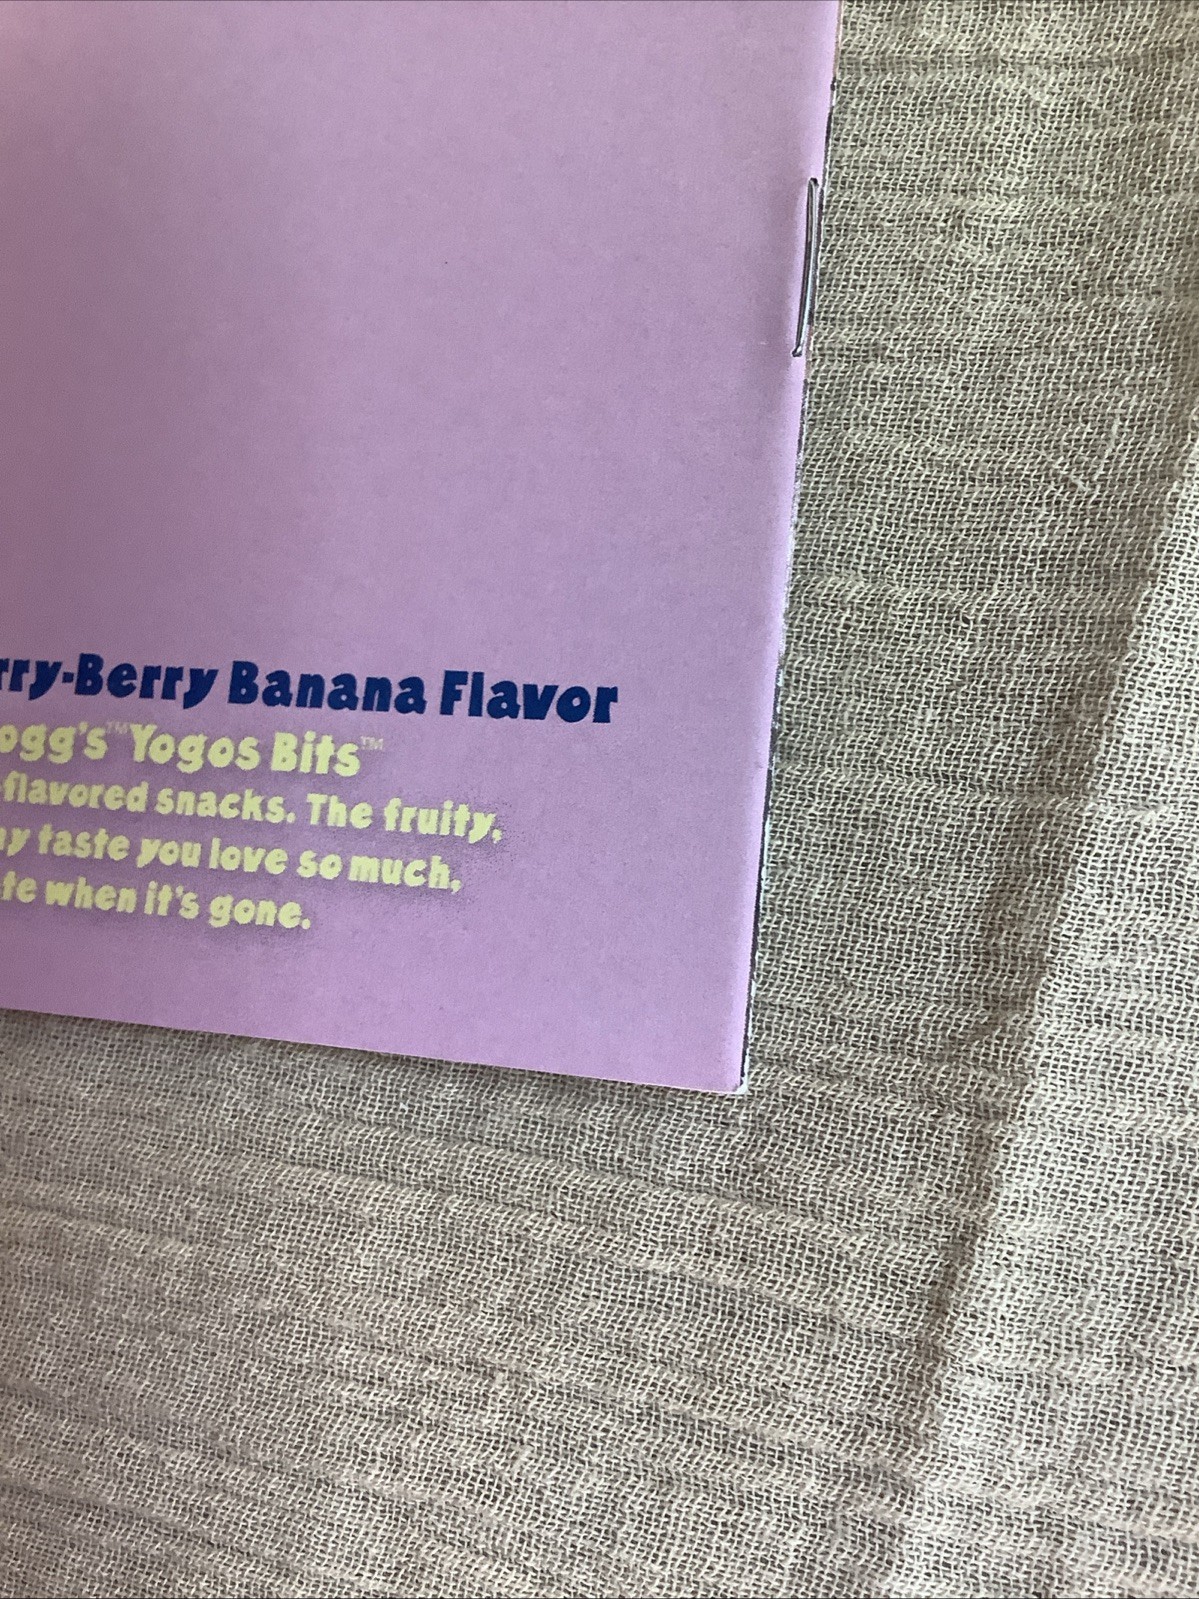 rry-Berry Banana Flavor
ogg's™ Yogos Bits™
-flavored snacks. The fruity,
y taste you love so much,
te when it's gone.